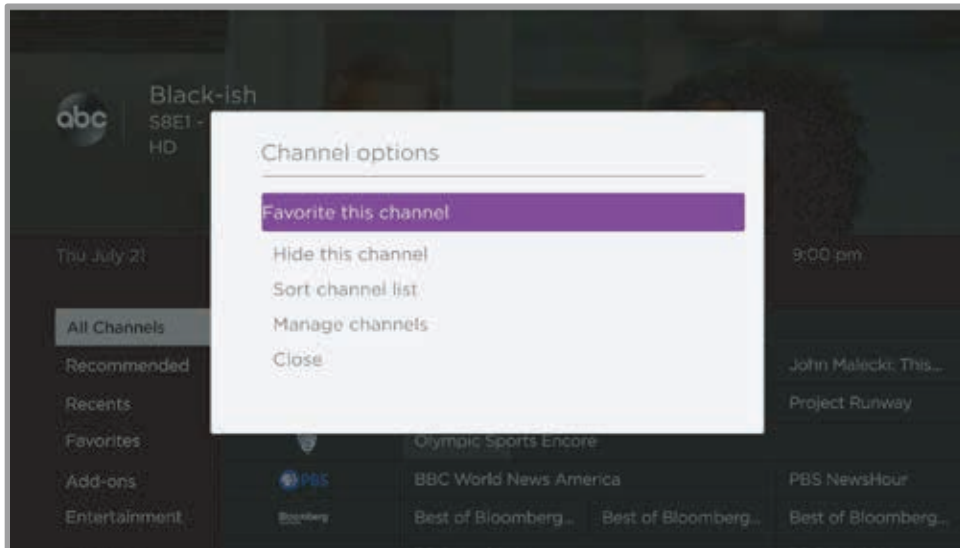 abc
Black-ish
S8E1 -
HD
Channel options
Favorite this channel
Hide this channel
Sort channel list
Manage channels
Close
Thu July 21
9:00 pm
All Channels
Recommended
John Malecki: This...
Recents
Project Runway
Favorites
Olympic Sports Encore
Add-ons
PBS
BBC World News America
PBS NewsHour
Entertainment
Bloomberg
Best of Bloomberg...
Best of Bloomberg...
Best of Bloomberg...